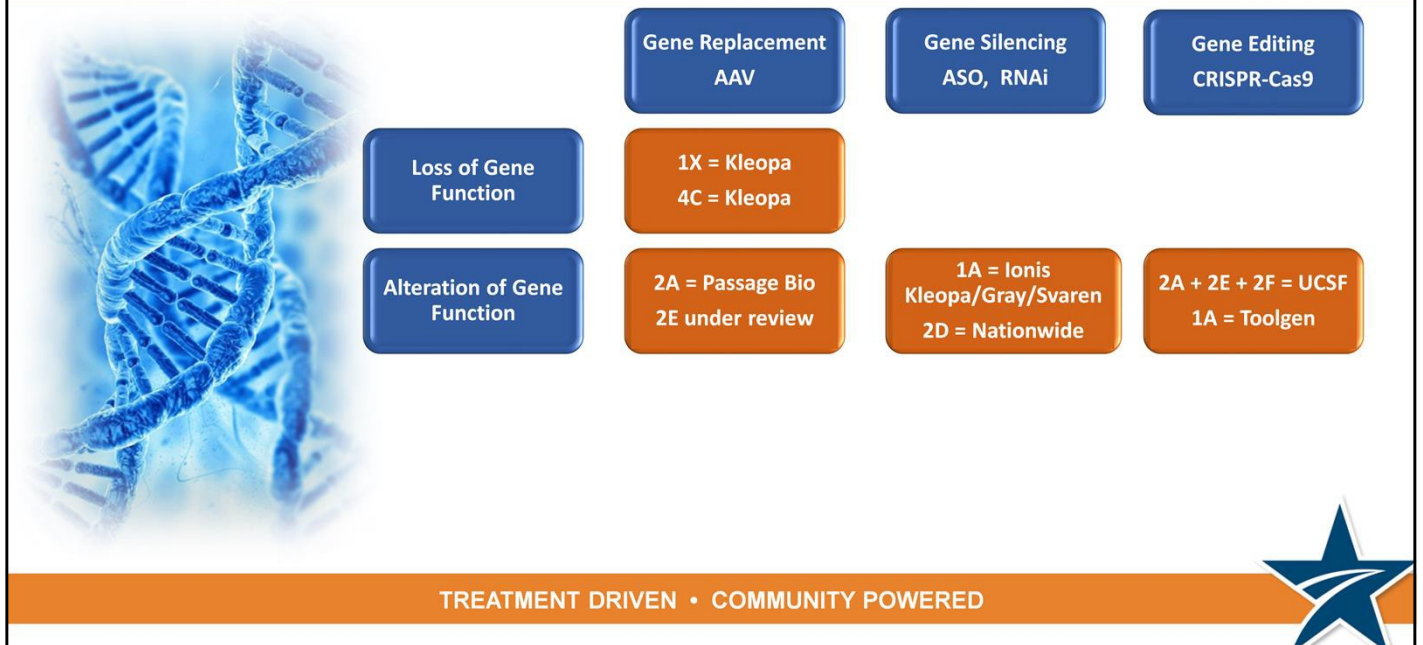 Gene Replacement
AAV
Gene Silencing
ASO, RNAi
Gene Editing
CRISPR-Cas9
Loss of Gene
Function
1X = Kleopa
4C = Kleopa
Alteration of Gene
Function
2A = Passage Bio
2E under review
1A = Ionis
Kleopa/Gray/Svaren
2D = Nationwide
2A + 2E + 2F = UCSF
1A = Toolgen
TREATMENT DRIVEN • COMMUNITY POWERED